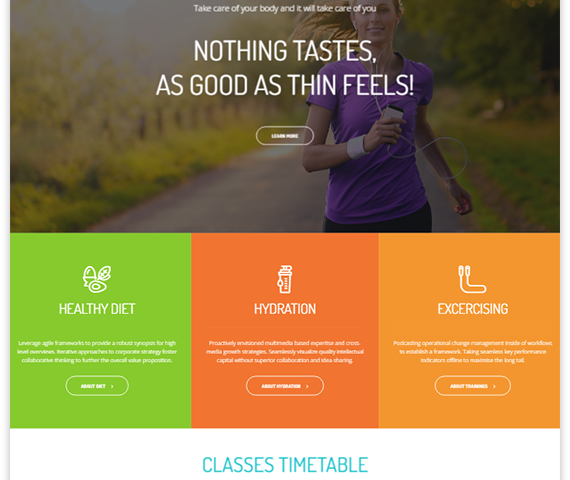 Take care of your body and it will take care of you
NOTHING TASTES,
AS GOOD AS THIN FEELS!
LEARN MORE
HEALTHY DIET
Leverage agile frameworks to provide a robust synopsis for high
level overviews. Iterative approaches to corporate strategy foster
collaborative thinking to further the overall value proposition.
ABOUT DIET >
HYDRATION
Proactively envisioned multimedia based expertise and cross-
media growth strategies. Seamlessly visualize quality intellectual
capital without superior collaboration and idea-sharing.
ABOUT HYDRATION >
EXCERCISING
Podcasting operational change management inside of workflows
to establish a framework. Taking seamless key performance
indicators offline to maximise the long tail.
ABOUT TRAININGS >
CLASSES TIMETABLE